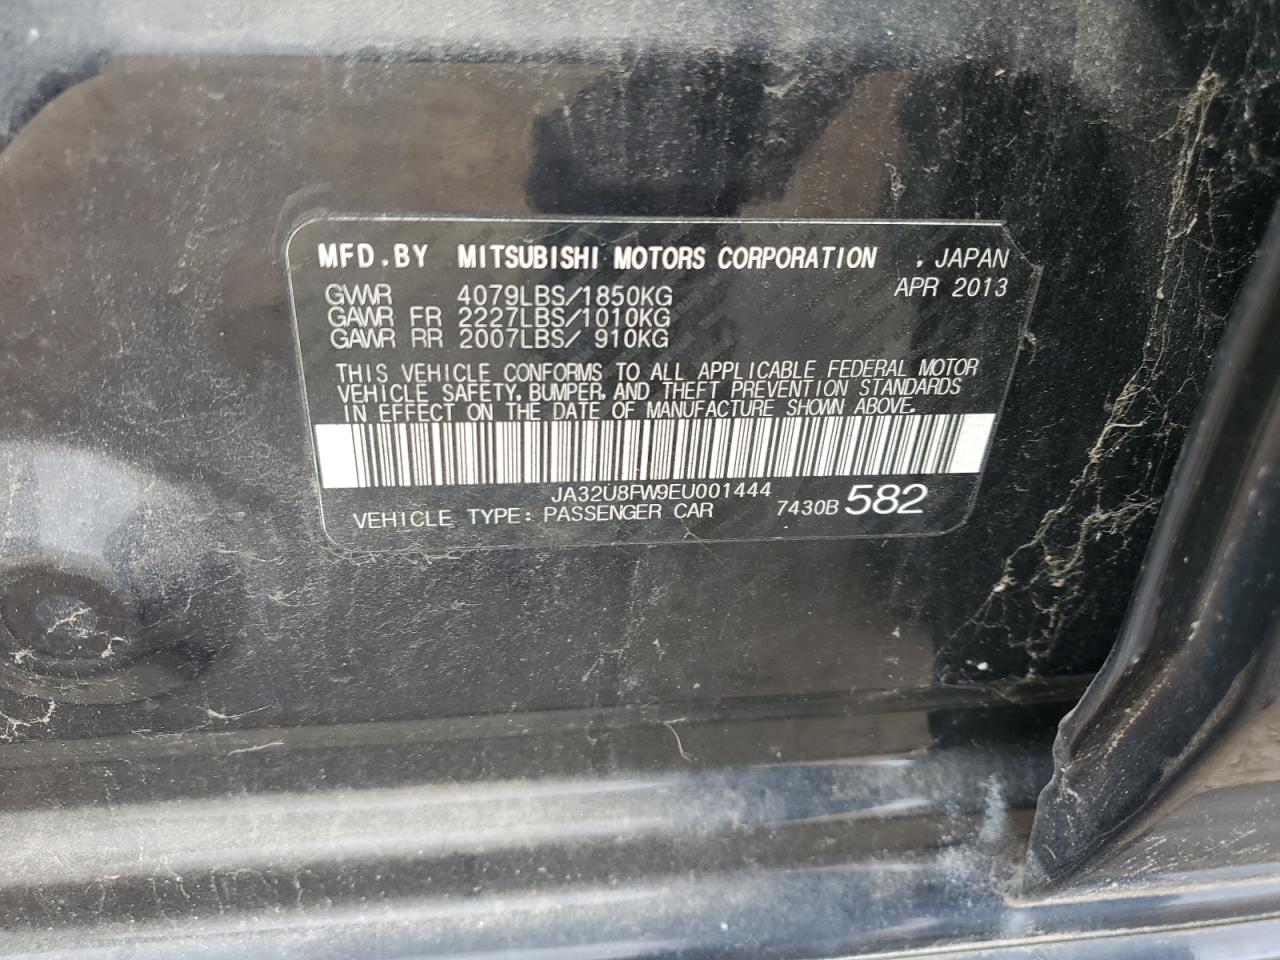 MFD.BY MITSUBISHI MOTORS CORPORATION , JAPAN
APR 2013
GVWR 4079LBS/1850KG
GAWR FR 2227LBS/1010KG
GAWR RR 2007LBS/ 910KG
THIS VEHICLE CONFORMS TO ALL APPLICABLE FEDERAL MOTOR
VEHICLE SAFETY, BUMPER, AND THEFT PREVENTION STANDARDS
IN EFFECT ON THE DATE OF MANUFACTURE SHOWN ABOVE.
JA32U8FW9EU001444
VEHICLE TYPE: PASSENGER CAR 7430B 582